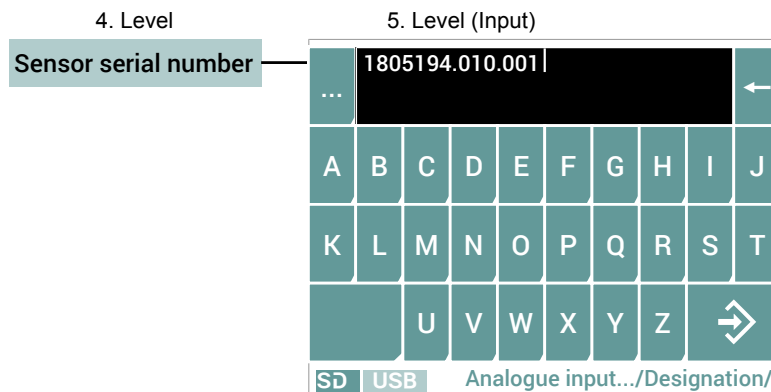 4. Level 5. Level (Input)
Sensor serial number
... 1805194.010.001
A B C D E F G H I J
K L M N O P Q R S T
U V W X Y Z
SD USB Analogue input.../Designation/